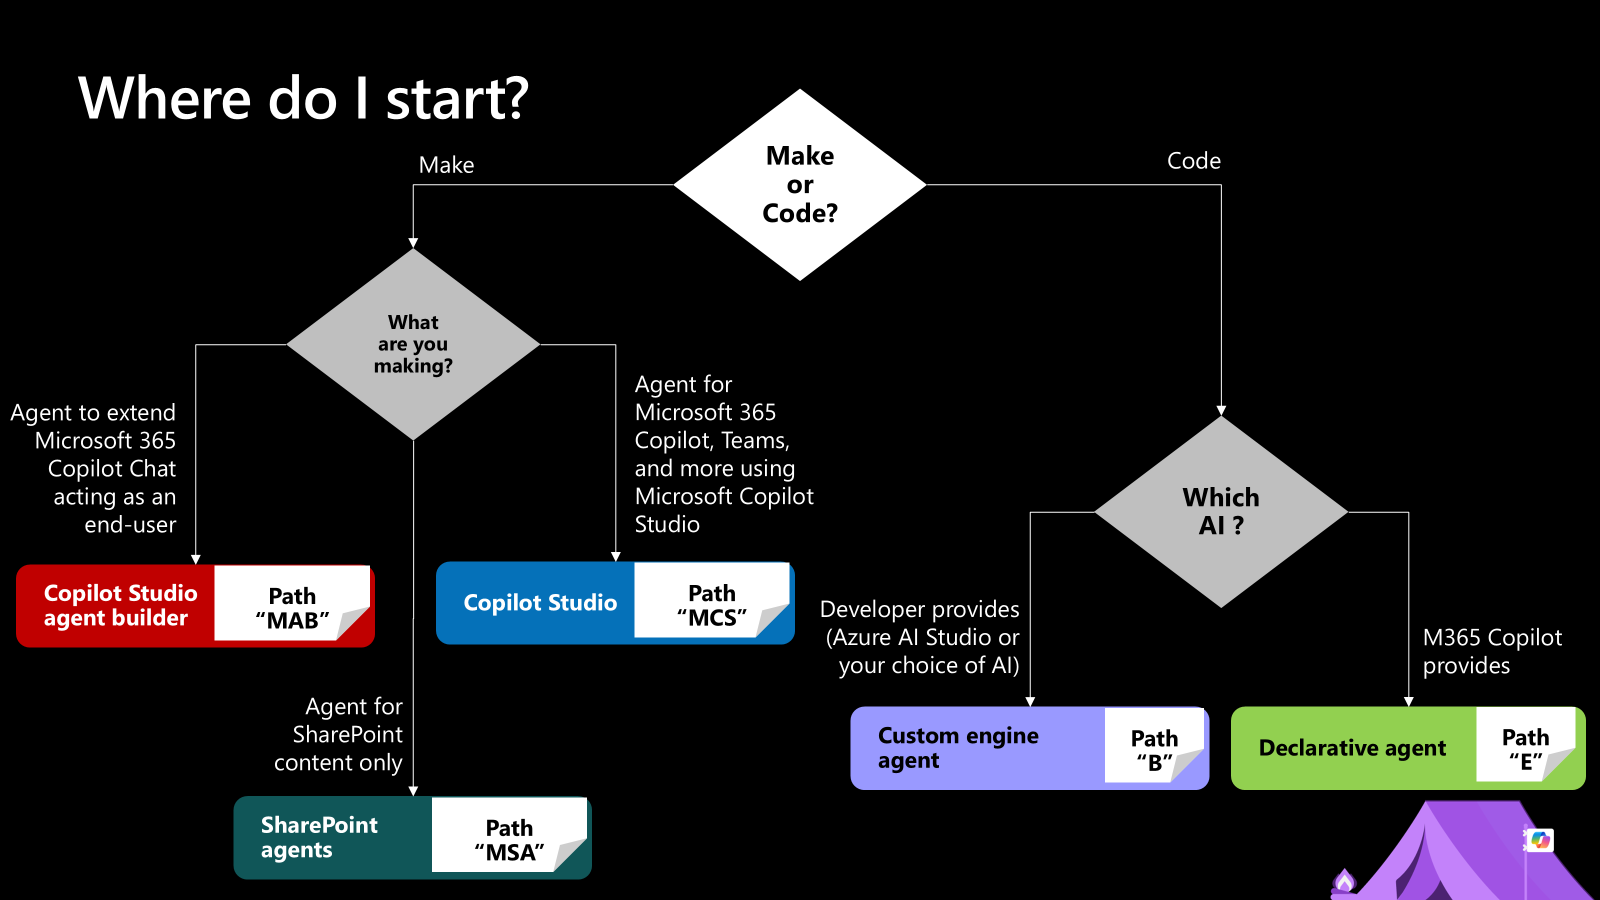 Where do I start?
Make
or
Code?
Make
Code
What
are you
making?
Agent to extend
Microsoft 365
Copilot Chat
acting as an
end-user
Agent for
Microsoft 365
Copilot, Teams,
and more using
Microsoft Copilot
Studio
Which
AI ?
Copilot Studio
agent builder
Path
“MAB”
Copilot Studio
Path
“MCS”
Developer provides
(Azure AI Studio or
your choice of AI)
M365 Copilot
provides
Agent for
SharePoint
content only
Custom engine
agent
Path
“B”
Declarative agent
Path
“E”
SharePoint
agents
Path
“MSA”